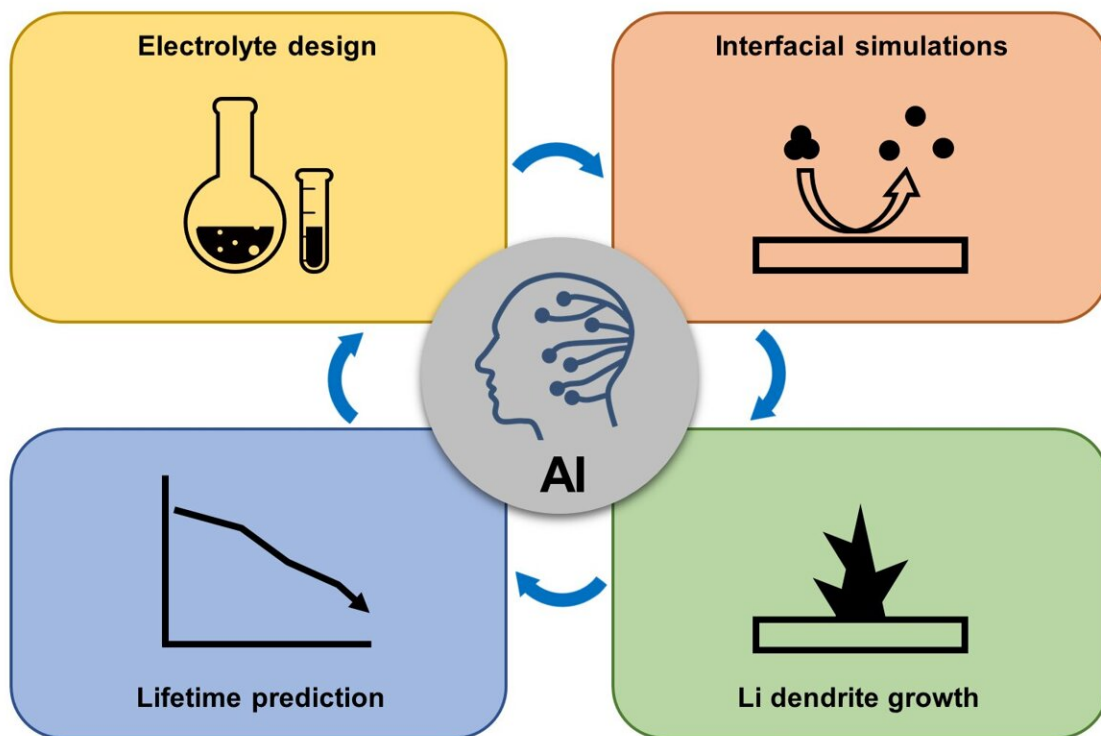 Electrolyte design
Interfacial simulations
AI
Lifetime prediction
Li dendrite growth